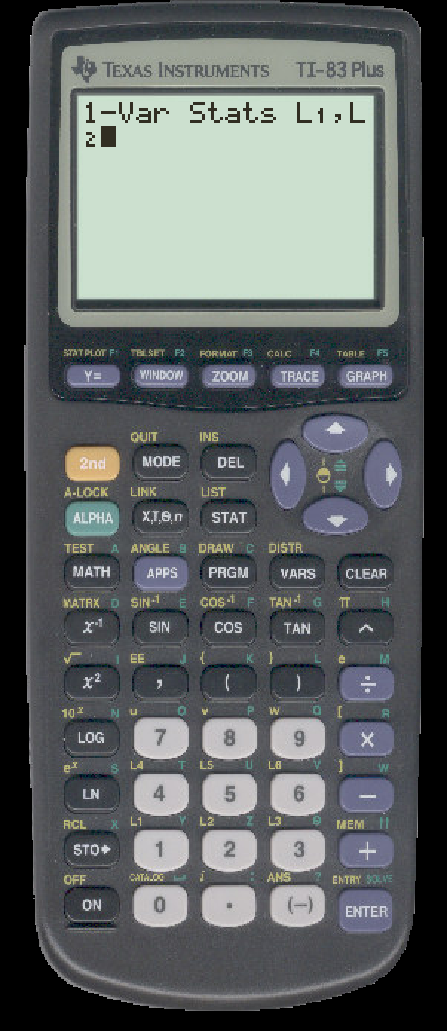 TEXAS INSTRUMENTS TI-83 Plus
1-Var Stats L₁,L
₂
STAT PLOT F1 TBLSET F2 FORMAT F3 CALC F4 TABLE F5
Y= WINDOW ZOOM TRACE GRAPH
QUIT INS
2nd MODE DEL
A-LOCK LINK LIST
ALPHA X,T,θ,n STAT
TEST A ANGLE B DRAW C DISTR
MATH APPS PRGM VARS CLEAR
MATRX D SIN⁻¹ E COS⁻¹ F TAN⁻¹ G π H
x⁻¹ SIN COS TAN ^
√ I EE J { K } L e M
x² , ( ) ÷
10ˣ N u O v P w Q [ R
LOG 7 8 9 ×
eˣ S L4 T L5 U L6 V ] W
LN 4 5 6 −
RCL X L1 Y L2 Z L3 θ MEM "
STO➧ 1 2 3 +
OFF CATALOG i : ANS ? ENTRY SOLVE
ON 0 . (−) ENTER